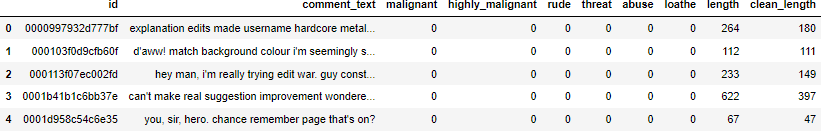 id comment_text malignant highly_malignant rude threat abuse loathe length clean_length
0 0000997932d777bf explanation edits made username hardcore metal... 0 0 0 0 0 0 264 180
1 000103f0d9cfb60f d'aww! match background colour i'm seemingly s... 0 0 0 0 0 0 112 111
2 000113f07ec002fd hey man, i'm really trying edit war. guy const... 0 0 0 0 0 0 233 149
3 0001b41b1c6bb37e can't make real suggestion improvement wondere... 0 0 0 0 0 0 622 397
4 0001d958c54c6e35 you, sir, hero. chance remember page that's on? 0 0 0 0 0 0 67 47